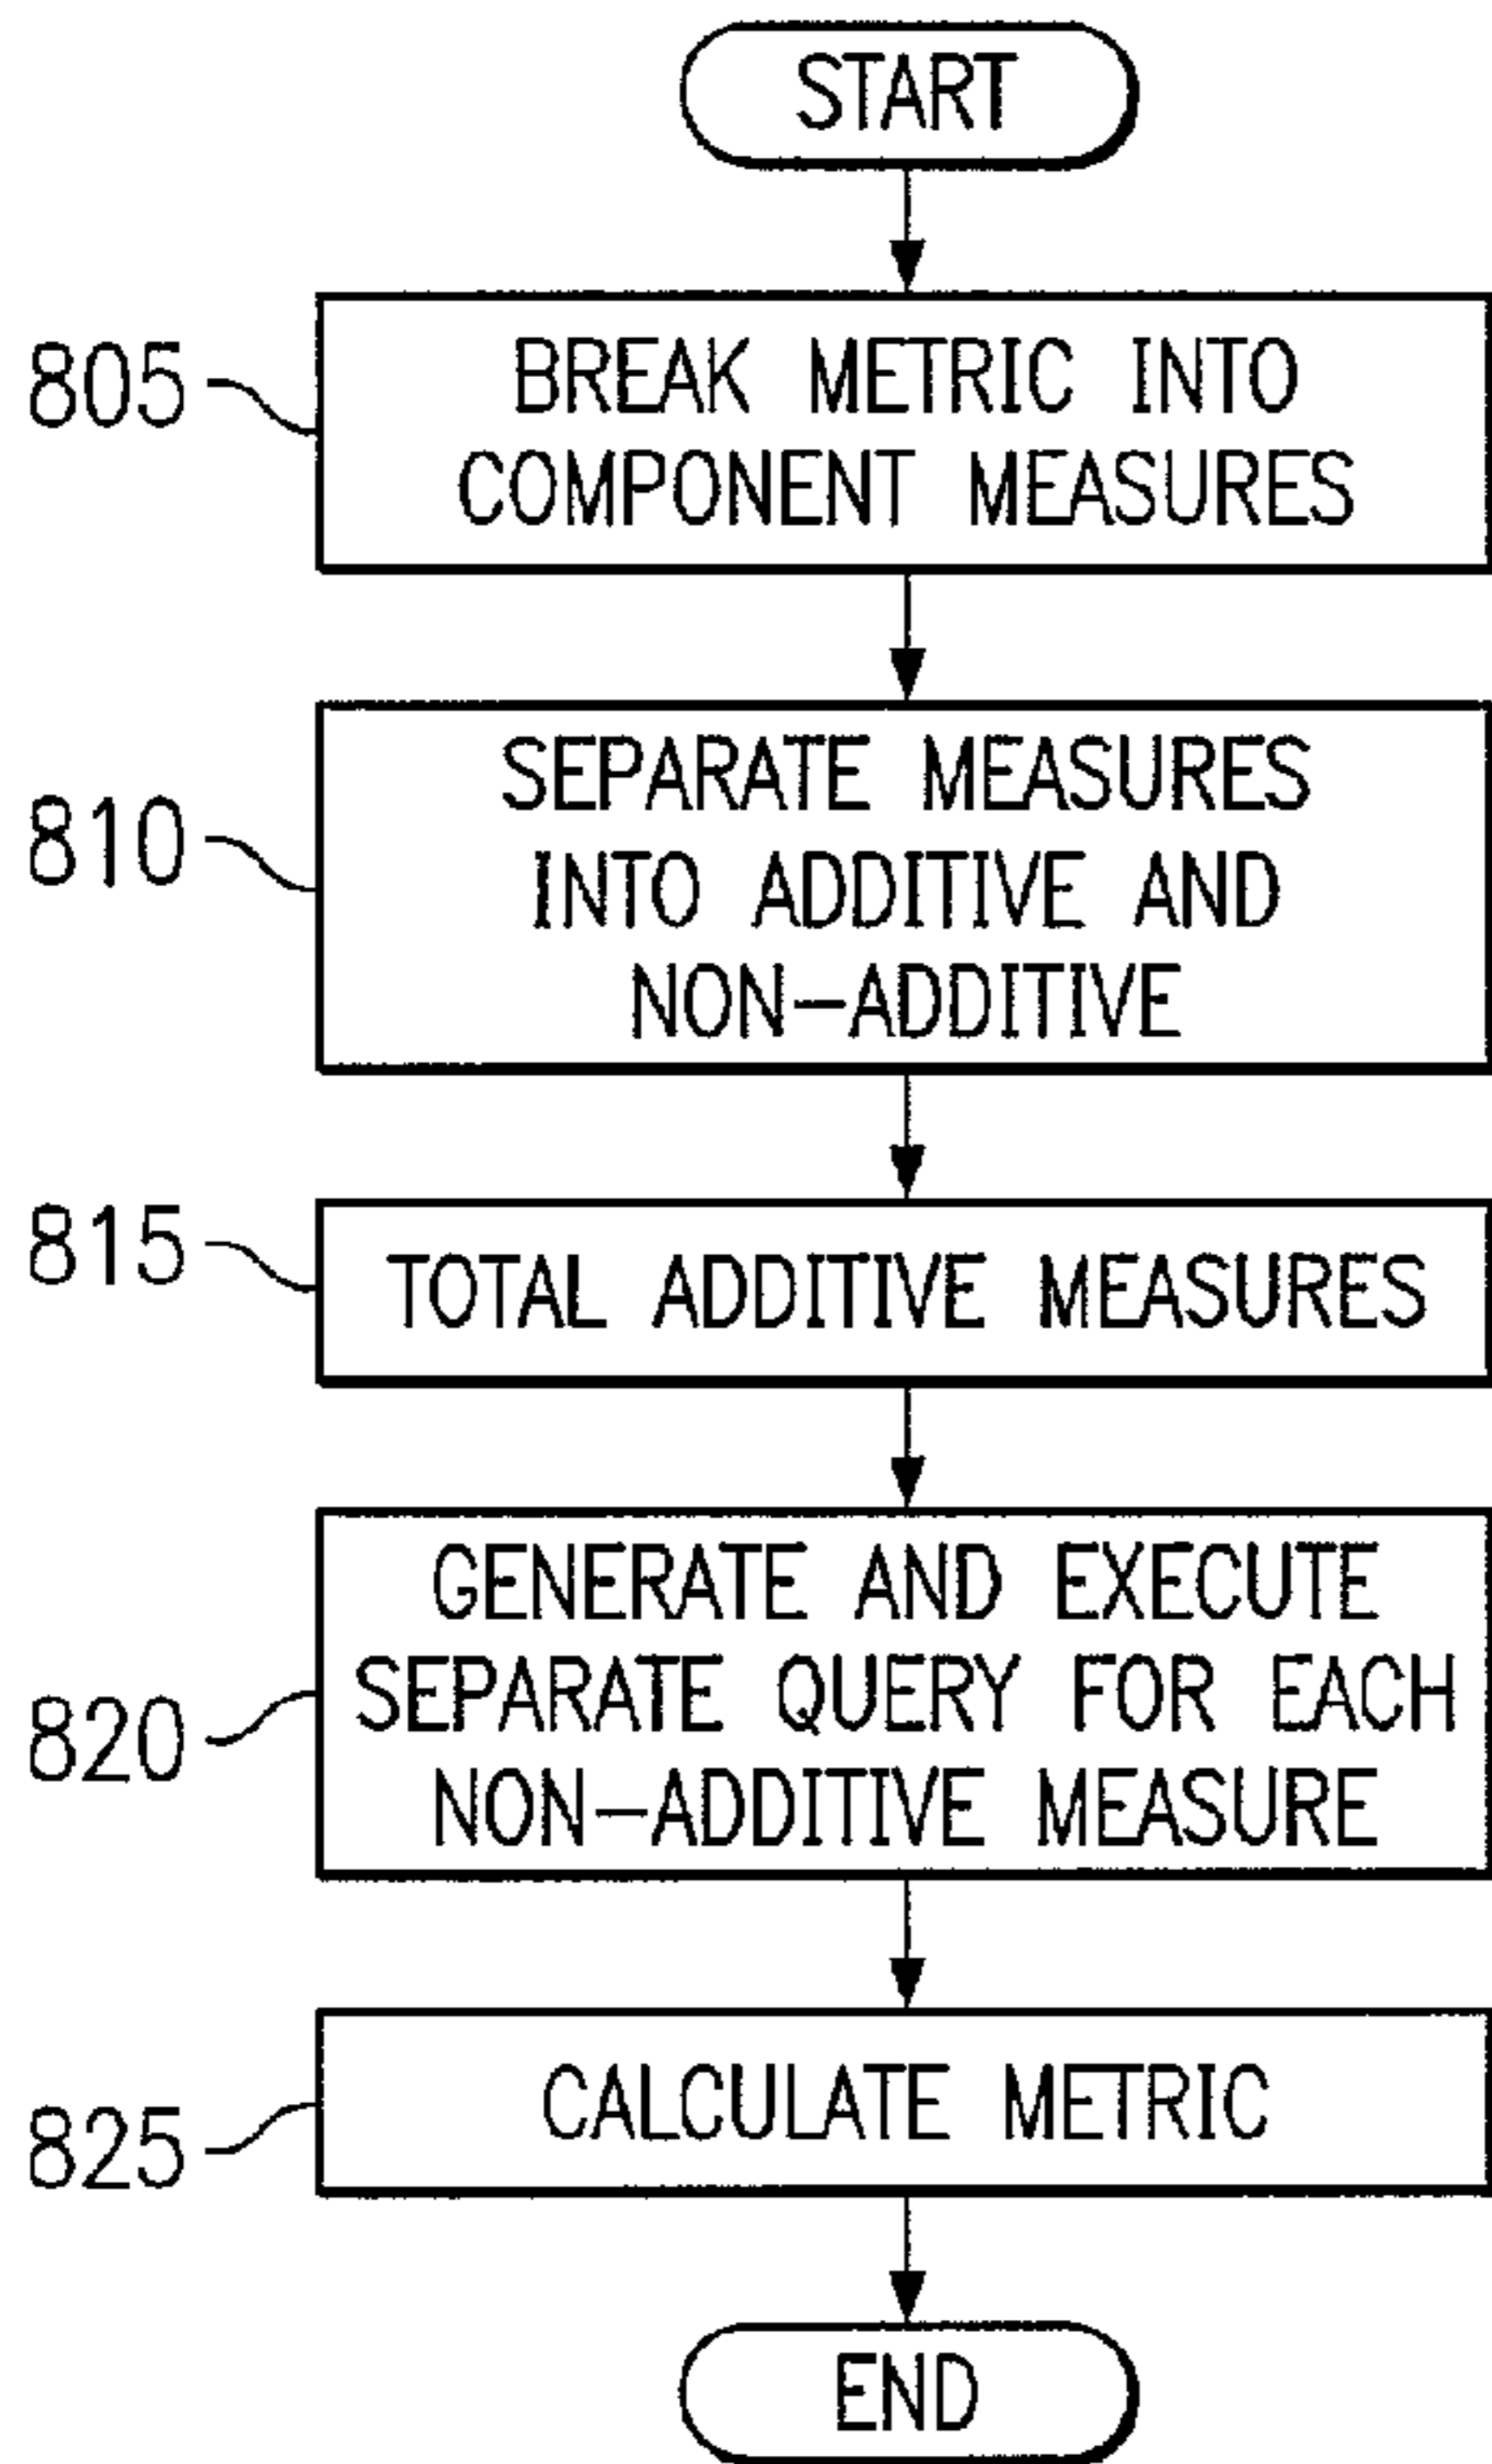 START
805
BREAK METRIC INTO
COMPONENT MEASURES
810
SEPARATE MEASURES
INTO ADDITIVE AND
NON-ADDITIVE
815
TOTAL ADDITIVE MEASURES
820
GENERATE AND EXECUTE
SEPARATE QUERY FOR EACH
NON-ADDITIVE MEASURE
825
CALCULATE METRIC
END